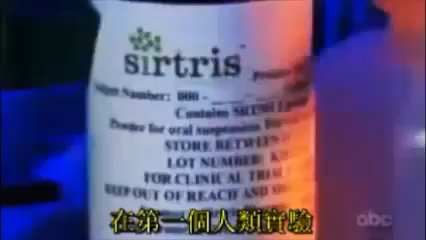 sirtris
Number: 000 -
Contains
Powder for oral suspension
STORE BETWEEN
LOT NUMBER:
FOR CLINICAL TRIAL
KEEP OUT OF REACH AND
在第一個人類實驗
abc